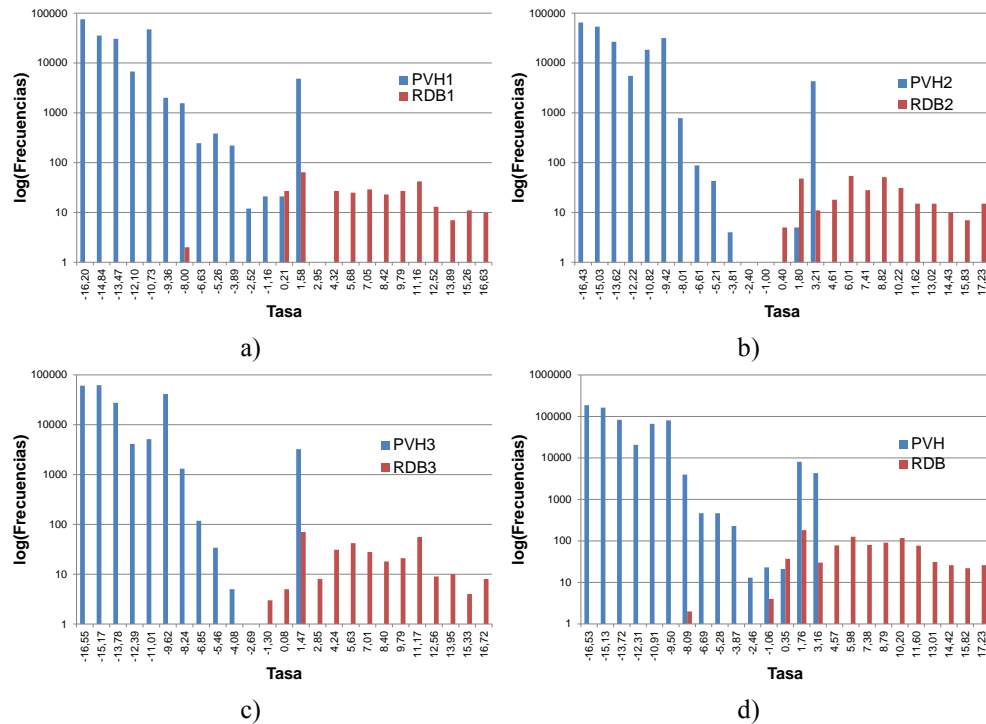 100000
10000
1000
100
10
1
log(Frecuencias)
PVH1
RDB1
-16,20 -14,84 -13,47 -12,10 -10,73 -9,36 -8,00 -6,63 -5,26 -3,89 -2,52 -1,16 0,21 1,58 2,95 4,32 5,68 7,05 8,42 9,79 11,16 12,52 13,89 15,26 16,63
Tasa
a)
100000
10000
1000
100
10
1
log(Frecuencias)
PVH2
RDB2
-16,43 -15,03 -13,62 -12,22 -10,82 -9,42 -8,01 -6,61 -5,21 -3,81 -2,40 -1,00 0,40 1,80 3,21 4,61 6,01 7,41 8,82 10,22 11,62 13,02 14,43 15,83 17,23
Tasa
b)
100000
10000
1000
100
10
1
log(Frecuencias)
PVH3
RDB3
-16,55 -15,17 -13,78 -12,39 -11,01 -9,62 -8,24 -6,85 -5,46 -4,08 -2,69 -1,30 0,08 1,47 2,85 4,24 5,63 7,01 8,40 9,79 11,17 12,56 13,95 15,33 16,72
Tasa
c)
1000000
100000
10000
1000
100
10
1
log(Frecuencias)
PVH
RDB
-16,53 -15,13 -13,72 -12,31 -10,91 -9,50 -8,09 -6,69 -5,28 -3,87 -2,46 -1,06 0,35 1,76 3,16 4,57 5,98 7,38 8,79 10,20 11,60 13,01 14,42 15,82 17,23
Tasa
d)